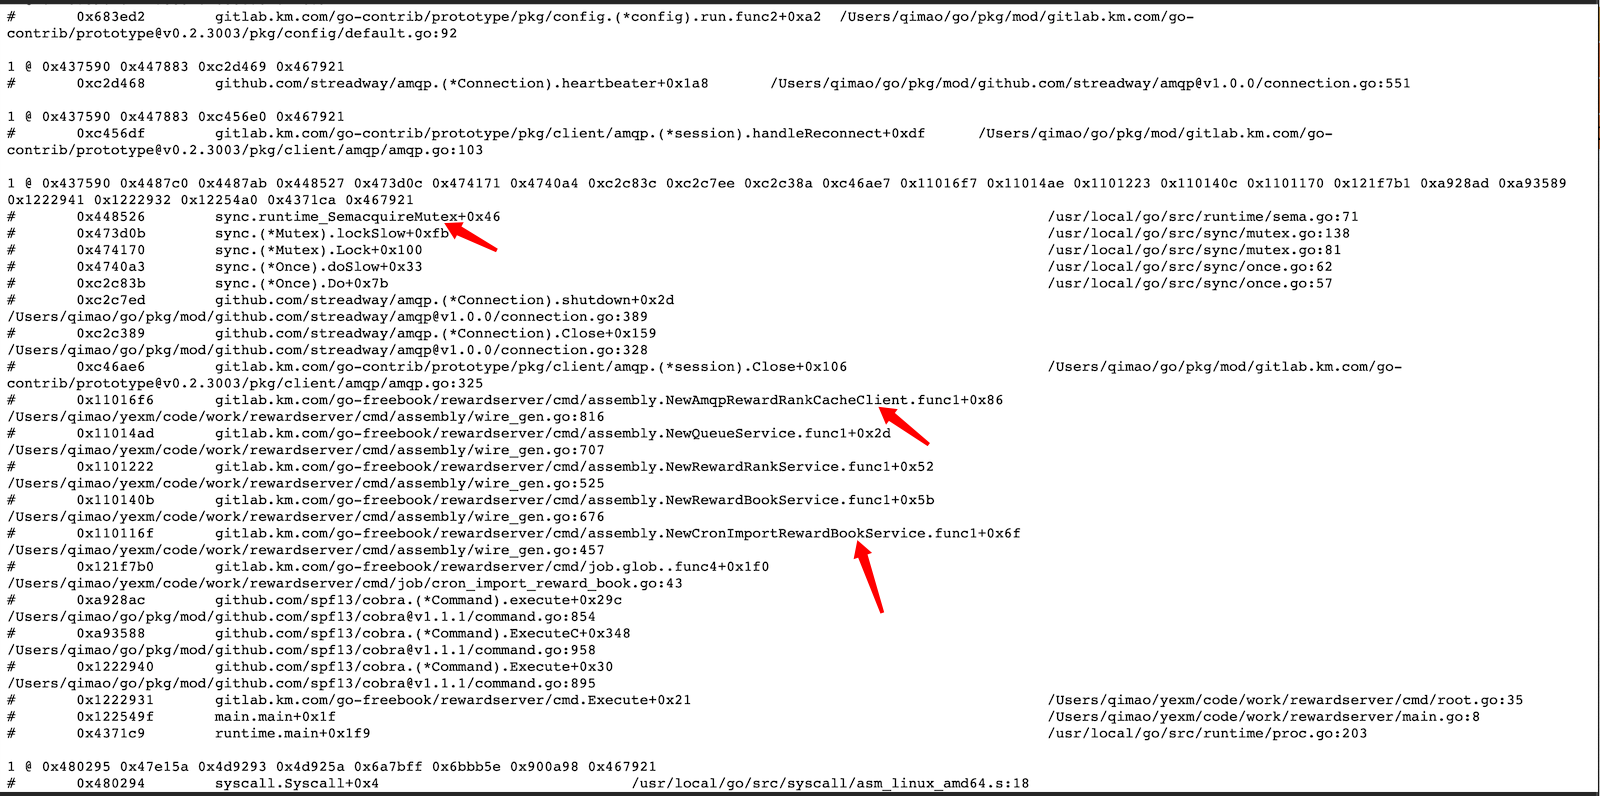 #       0x683ed2        gitlab.km.com/go-contrib/prototype/pkg/config.(*config).run.func2+0xa2  /Users/qimao/go/pkg/mod/gitlab.km.com/go-
contrib/prototype@v0.2.3003/pkg/config/default.go:92
1 @ 0x437590 0x447883 0xc2d469 0x467921
#       0xc2d468        github.com/streadway/amqp.(*Connection).heartbeater+0x1a8       /Users/qimao/go/pkg/mod/github.com/streadway/amqp@v1.0.0/connection.go:551
1 @ 0x437590 0x447883 0xc456e0 0x467921
#       0xc456df        gitlab.km.com/go-contrib/prototype/pkg/client/amqp.(*session).handleReconnect+0xdf      /Users/qimao/go/pkg/mod/gitlab.km.com/go-
contrib/prototype@v0.2.3003/pkg/client/amqp/amqp.go:103
1 @ 0x437590 0x4487c0 0x4487ab 0x448527 0x473d0c 0x474171 0x4740a4 0xc2c83c 0xc2c7ee 0xc2c38a 0xc46ae7 0x11016f7 0x11014ae 0x1101223 0x110140c 0x1101170 0x121f7b1 0xa928ad 0xa93589
0x1222941 0x1222932 0x12254a0 0x4371ca 0x467921
#       0x448526        sync.runtime_SemacquireMutex+0x46       /usr/local/go/src/runtime/sema.go:71
#       0x473d0b        sync.(*Mutex).lockSlow+0xfb     /usr/local/go/src/sync/mutex.go:138
#       0x474170        sync.(*Mutex).Lock+0x100        /usr/local/go/src/sync/mutex.go:81
#       0x4740a3        sync.(*Once).doSlow+0x33        /usr/local/go/src/sync/once.go:62
#       0xc2c83b        sync.(*Once).Do+0x7b    /usr/local/go/src/sync/once.go:57
#       0xc2c7ed        github.com/streadway/amqp.(*Connection).shutdown+0x2d
/Users/qimao/go/pkg/mod/github.com/streadway/amqp@v1.0.0/connection.go:389
#       0xc2c389        github.com/streadway/amqp.(*Connection).Close+0x159
/Users/qimao/go/pkg/mod/github.com/streadway/amqp@v1.0.0/connection.go:328
#       0xc46ae6        gitlab.km.com/go-contrib/prototype/pkg/client/amqp.(*session).Close+0x106       /Users/qimao/go/pkg/mod/gitlab.km.com/go-
contrib/prototype@v0.2.3003/pkg/client/amqp/amqp.go:325
#       0x11016f6       gitlab.km.com/go-freebook/rewardserver/cmd/assembly.NewAmqpRewardRankCacheClient.func1+0x86
/Users/qimao/yexm/code/work/rewardserver/cmd/assembly/wire_gen.go:816
#       0x11014ad       gitlab.km.com/go-freebook/rewardserver/cmd/assembly.NewQueueService.func1+0x2d
/Users/qimao/yexm/code/work/rewardserver/cmd/assembly/wire_gen.go:707
#       0x1101222       gitlab.km.com/go-freebook/rewardserver/cmd/assembly.NewRewardRankService.func1+0x52
/Users/qimao/yexm/code/work/rewardserver/cmd/assembly/wire_gen.go:525
#       0x110140b       gitlab.km.com/go-freebook/rewardserver/cmd/assembly.NewRewardBookService.func1+0x5b
/Users/qimao/yexm/code/work/rewardserver/cmd/assembly/wire_gen.go:676
#       0x110116f       gitlab.km.com/go-freebook/rewardserver/cmd/assembly.NewCronImportRewardBookService.func1+0x6f
/Users/qimao/yexm/code/work/rewardserver/cmd/assembly/wire_gen.go:457
#       0x121f7b0       gitlab.km.com/go-freebook/rewardserver/cmd/job.glob..func4+0x1f0
/Users/qimao/yexm/code/work/rewardserver/cmd/job/cron_import_reward_book.go:43
#       0xa928ac        github.com/spf13/cobra.(*Command).execute+0x29c
/Users/qimao/go/pkg/mod/github.com/spf13/cobra@v1.1.1/command.go:854
#       0xa93588        github.com/spf13/cobra.(*Command).ExecuteC+0x348
/Users/qimao/go/pkg/mod/github.com/spf13/cobra@v1.1.1/command.go:958
#       0x1222940       github.com/spf13/cobra.(*Command).Execute+0x30
/Users/qimao/go/pkg/mod/github.com/spf13/cobra@v1.1.1/command.go:895
#       0x1222931       gitlab.km.com/go-freebook/rewardserver/cmd.Execute+0x21 /Users/qimao/yexm/code/work/rewardserver/cmd/root.go:35
#       0x122549f       main.main+0x1f  /Users/qimao/yexm/code/work/rewardserver/main.go:8
#       0x4371c9        runtime.main+0x1f9      /usr/local/go/src/runtime/proc.go:203
1 @ 0x480295 0x47e15a 0x4d9293 0x4d925a 0x6a7bff 0x6bbb5e 0x900a98 0x467921
#       0x480294        syscall.Syscall+0x4     /usr/local/go/src/syscall/asm_linux_amd64.s:18